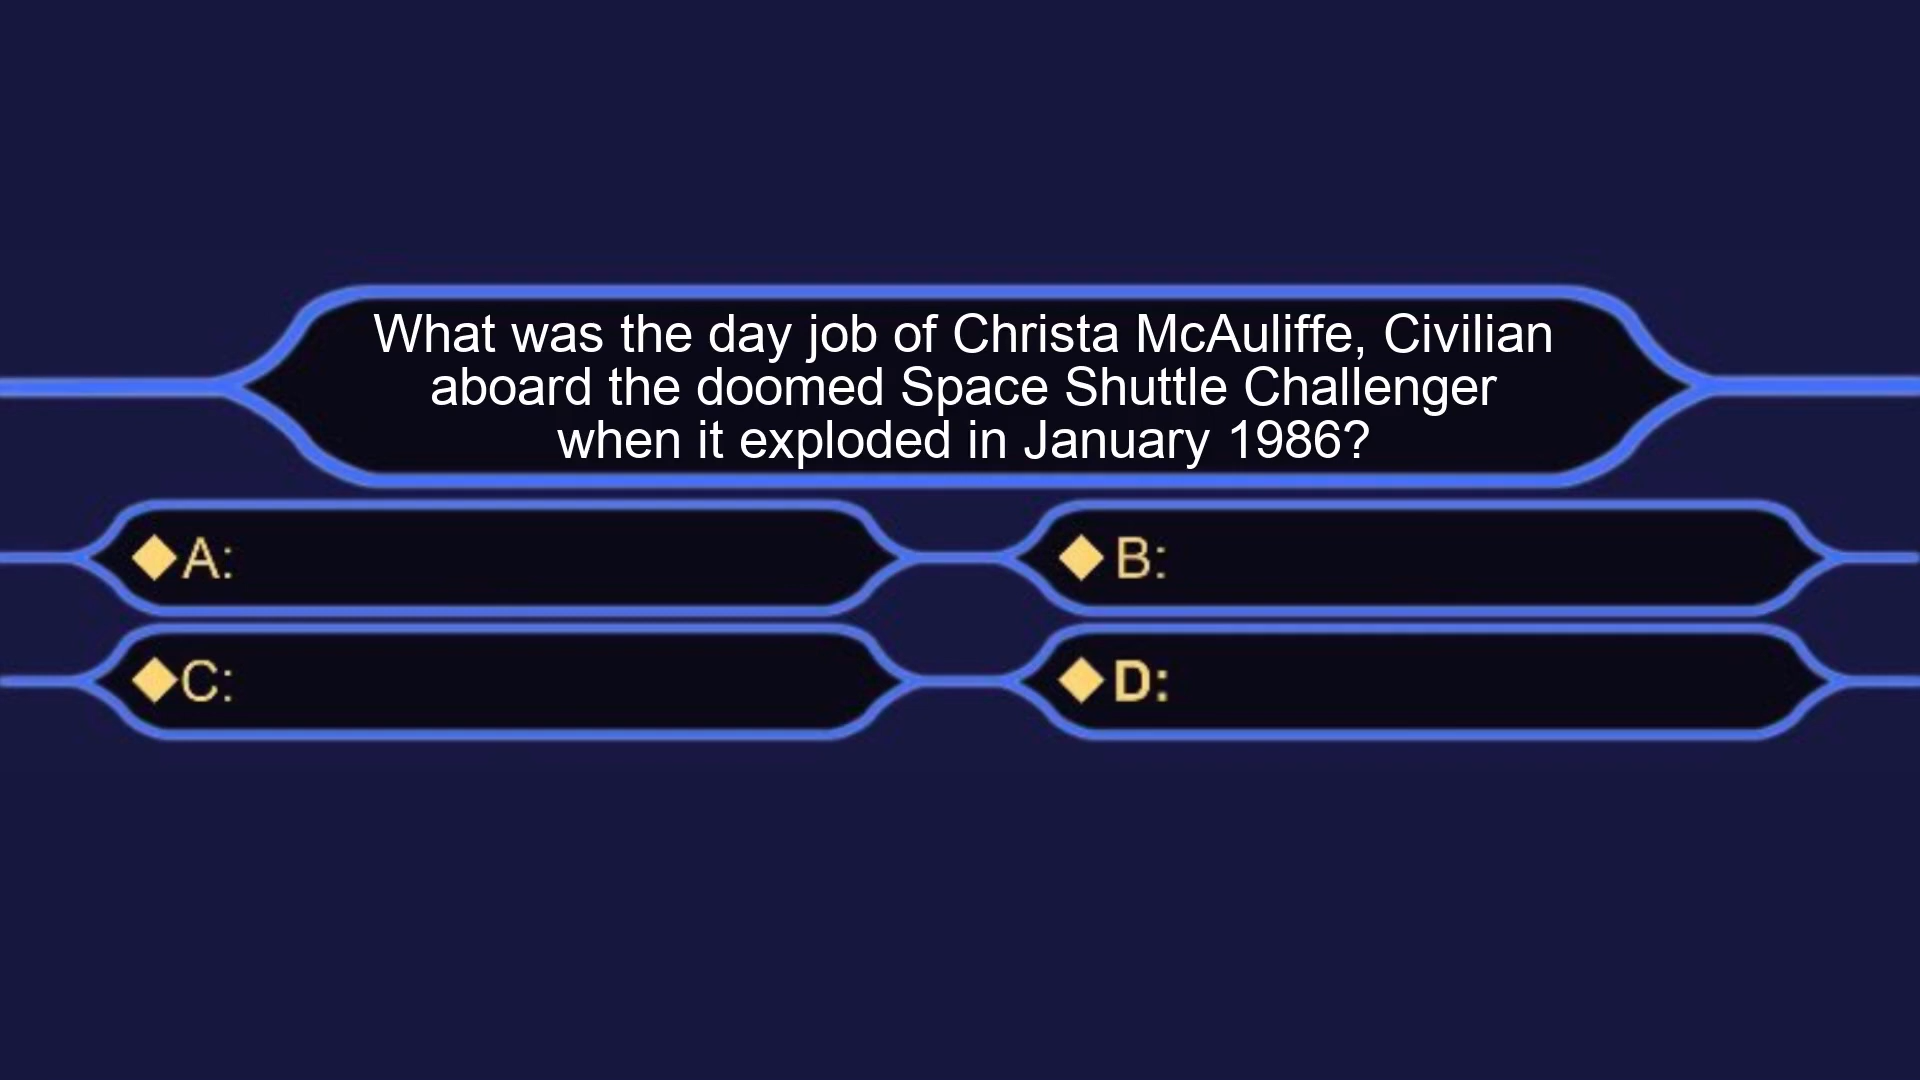 What was the day job of Christa McAuliffe, Civilian
aboard the doomed Space Shuttle Challenger
when it exploded in January 1986?
A:
B:
C:
D: